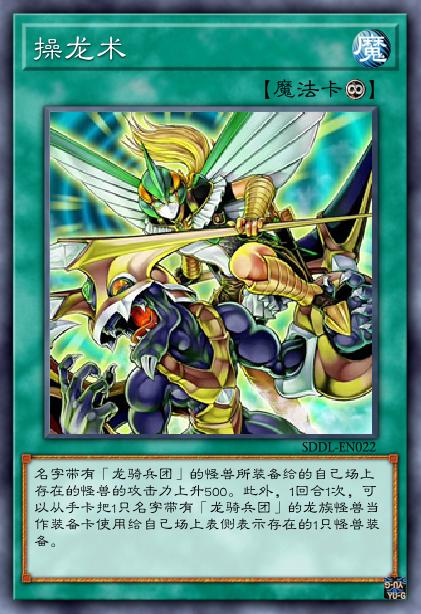 操龙术
魔
【魔法卡】
SDDL-EN022
名字带有「龙骑兵团」的怪兽所装备给的自己场上
存在的怪兽的攻击力上升500。此外，1回合1次，可
以从手卡把1只名字带有「龙骑兵团」的龙族怪兽当
作装备卡使用给自己场上表侧表示存在的1只怪兽装
备。